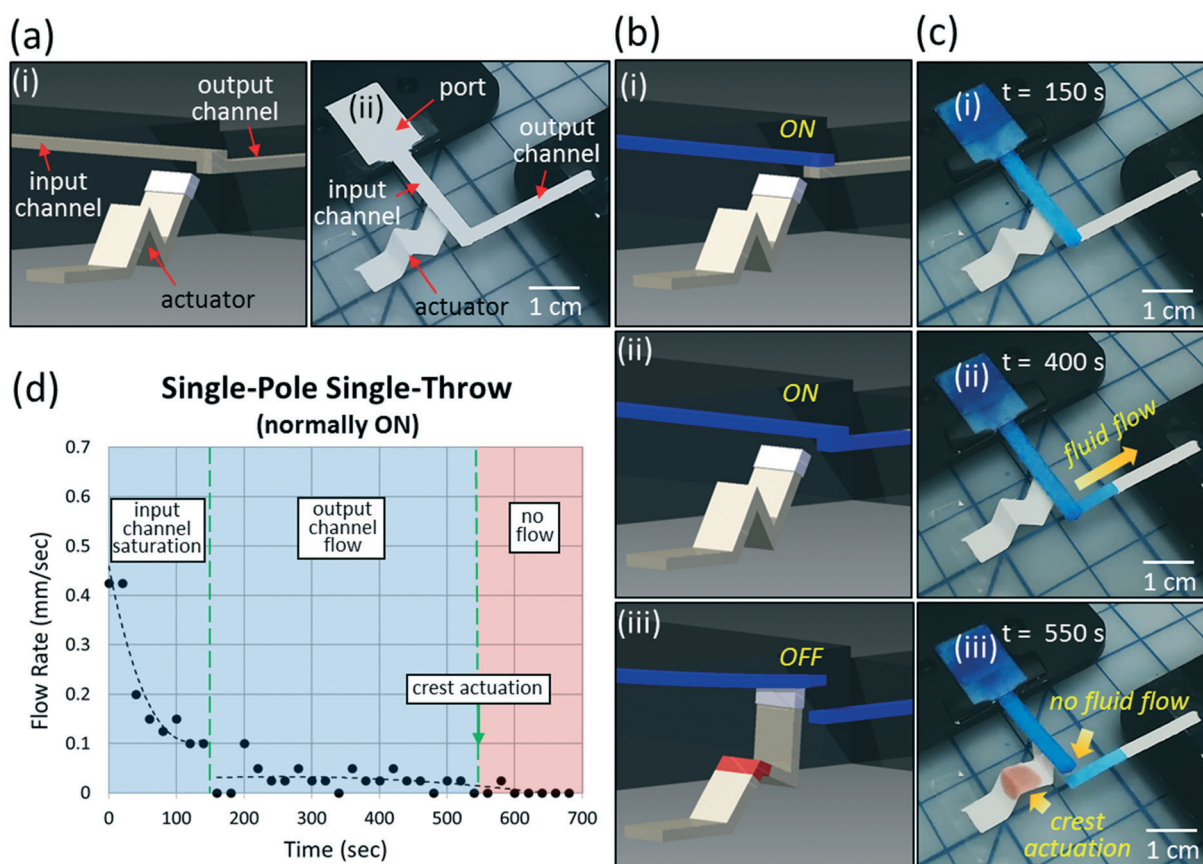 (a)
(i)
output
channel
input
channel
actuator
(ii)
port
output
channel
input
channel
actuator
1 cm
(b)
(i)
ON
(ii)
ON
(iii)
OFF
(c)
(i)
t = 150 s
1 cm
(ii)
t = 400 s
fluid flow
1 cm
(iii)
t = 550 s
no fluid flow
crest
actuation
1 cm
(d)
Single-Pole Single-Throw
(normally ON)
Flow Rate (mm/sec)
0.7
0.6
0.5
0.4
0.3
0.2
0.1
0
input
channel
saturation
output
channel
flow
no
flow
crest actuation
0 100 200 300 400 500 600 700
Time (sec)